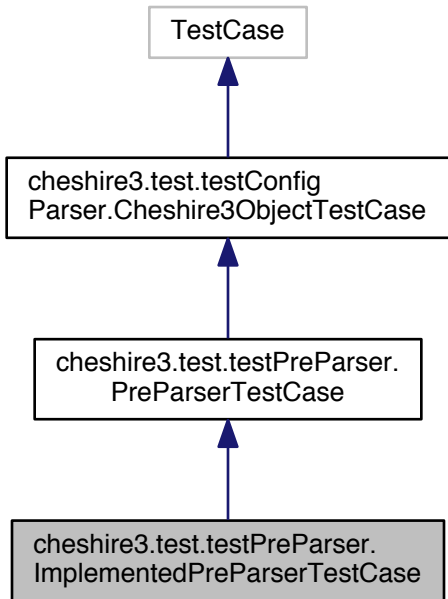 TestCase
cheshire3.test.testConfig
Parser.Cheshire3ObjectTestCase
cheshire3.test.testPreParser.
PreParserTestCase
cheshire3.test.testPreParser.
ImplementedPreParserTestCase